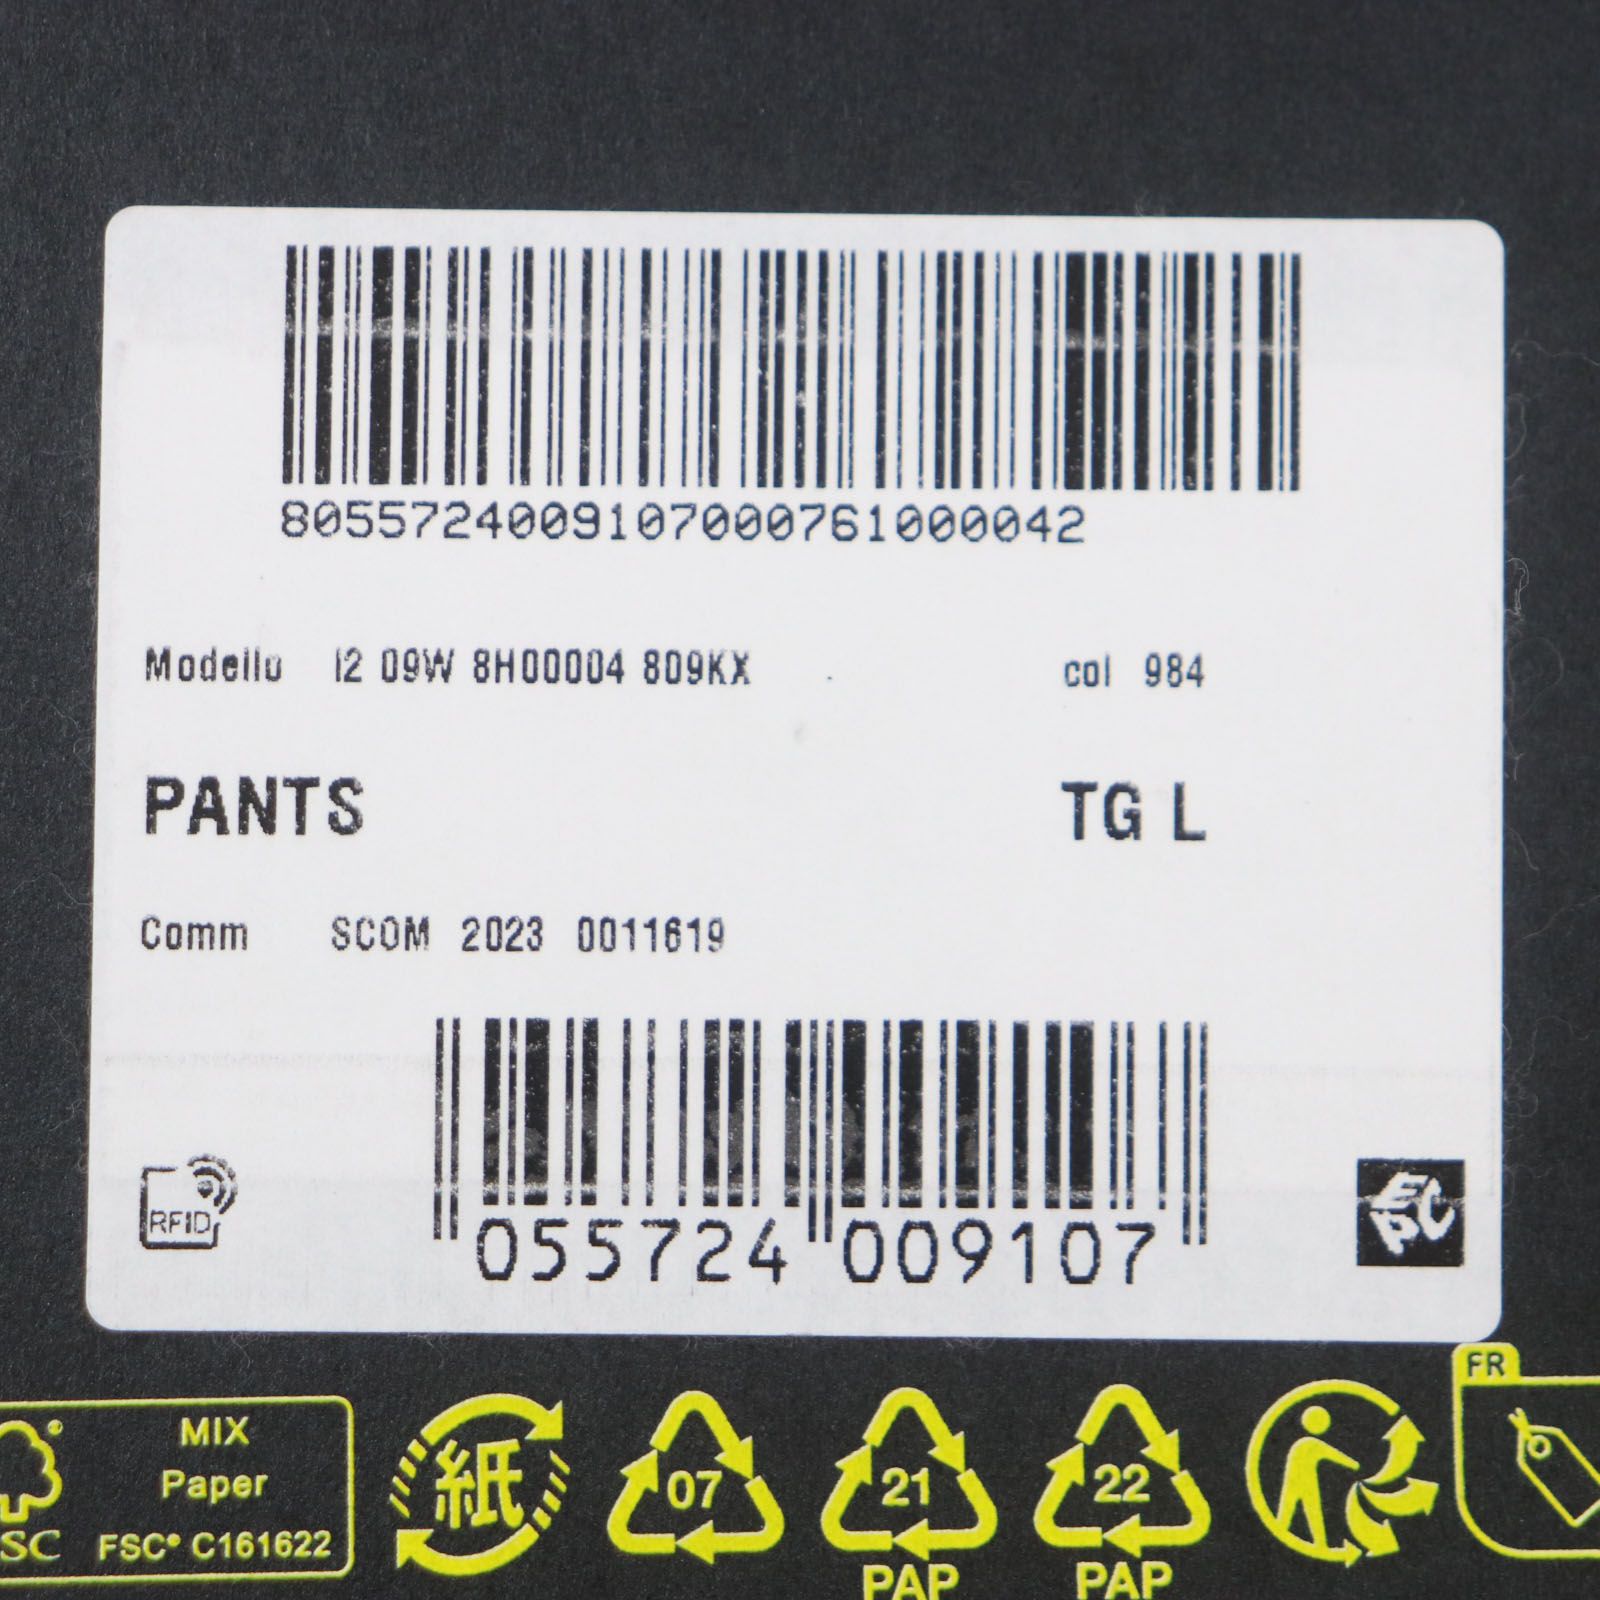 8055724009107000761000042
Modello I2 09W 8H00004 809KX col 984
PANTS TG L
Comm SCOM 2023 0011619
RFID
055724 009107
EPC
FR
MIX
Paper
FSC® C161622
紙
07
21
PAP
22
PAP